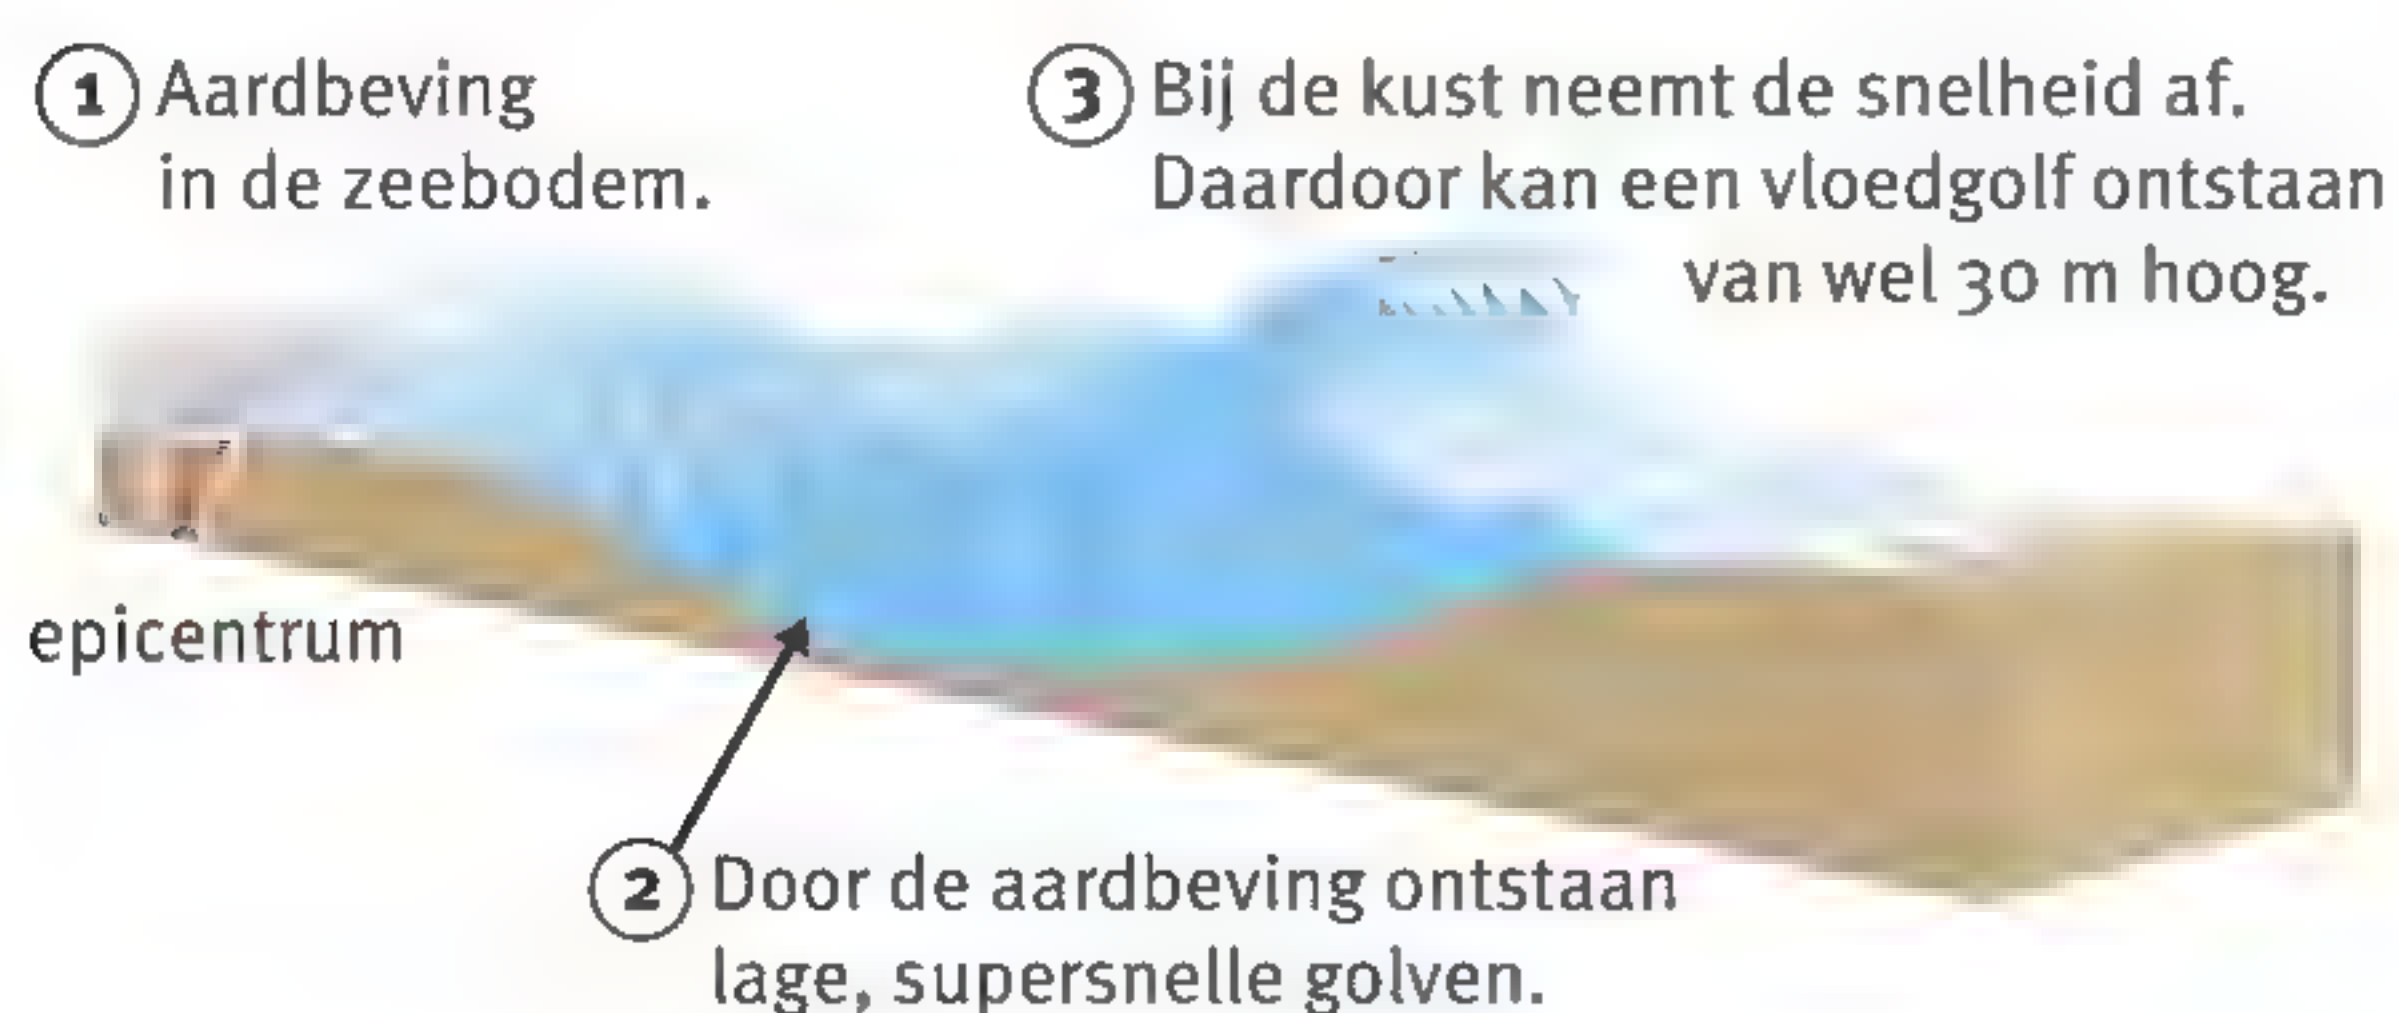 1 Aardbeving
in de zeebodem.
3 Bij de kust neemt de snelheid af.
Daardoor kan een vloedgolf ontstaan
van wel 30 m hoog.
epicentrum
2 Door de aardbeving ontstaan
lage, supersnelle golven.